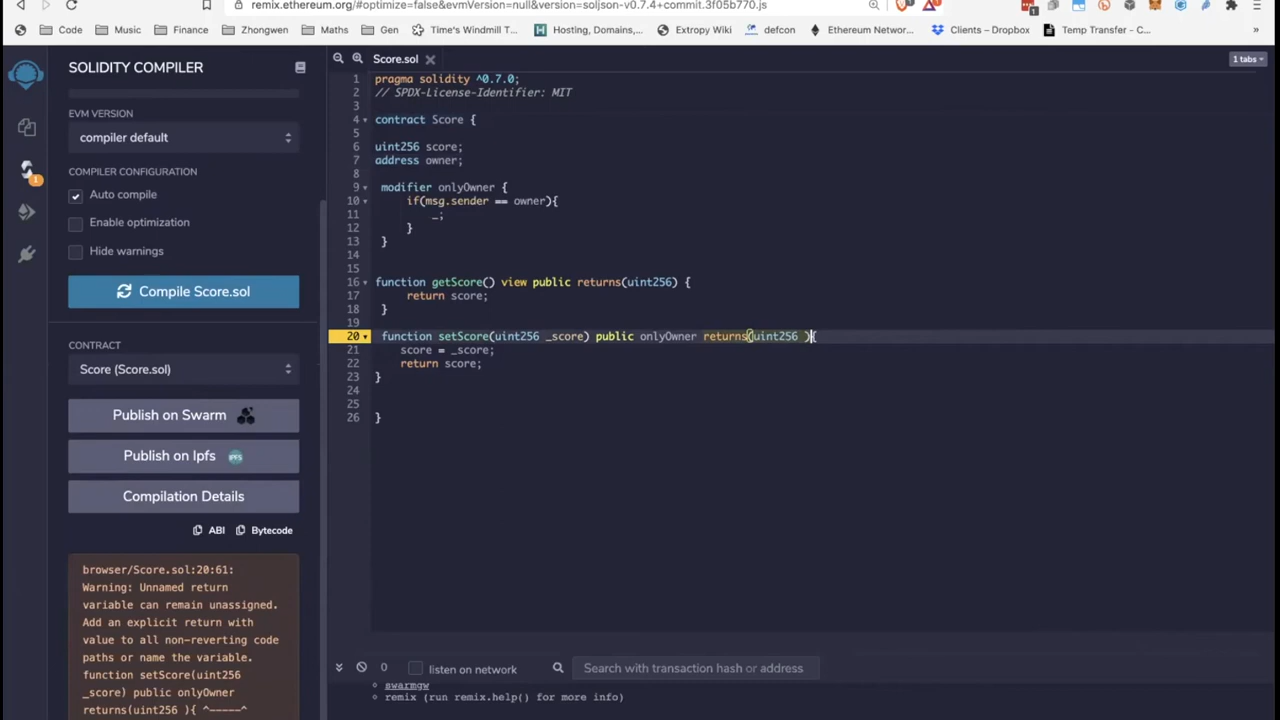 remix.ethereum.org/#optimize=false&evmVersion=null&version=soljson-v0.7.4+commit.3f05b770.js
Code Music Finance Zhongwen Maths Gen Time's Windmill T... Hosting, Domains,... Extropy Wiki defcon Ethereum Networ... Clients – Dropbox Temp Transfer - C... »
SOLIDITY COMPILER
EVM VERSION
compiler default
COMPILER CONFIGURATION
Auto compile
Enable optimization
Hide warnings
Compile Score.sol
CONTRACT
Score (Score.sol)
Publish on Swarm
Publish on Ipfs
Compilation Details
ABI Bytecode
browser/Score.sol:20:61:
Warning: Unnamed return
variable can remain unassigned.
Add an explicit return with
value to all non-reverting code
paths or name the variable.
function setScore(uint256
_score) public onlyOwner
returns(uint256 ){ ^-----^
1
Score.sol
1 tabs
1 pragma solidity ^0.7.0;
2 // SPDX-License-Identifier: MIT
3
4 contract Score {
5
6 uint256 score;
7 address owner;
8
9 modifier onlyOwner {
10 if(msg.sender == owner){
11 _;
12 }
13 }
14
15
16 function getScore() view public returns(uint256) {
17 return score;
18 }
19
20 function setScore(uint256 _score) public onlyOwner returns(uint256 ){
21 score = _score;
22 return score;
23 }
24
25
26 }
0 listen on network Search with transaction hash or address
swarmgw
remix (run remix.help() for more info)